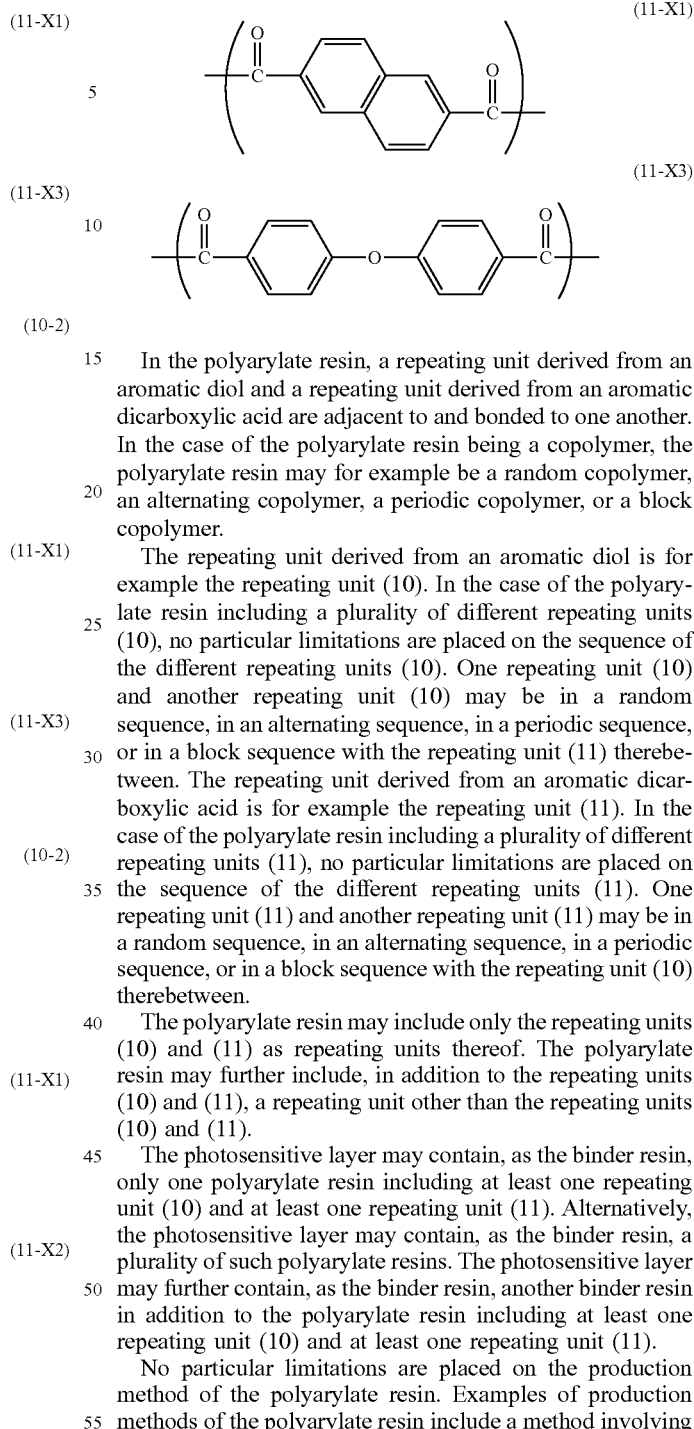 (11-X1)
(11-X1)
O
C
O
C
5
(11-X3)
(11-X3)
O
C
O
O
C
10
(10-2)
15 In the polyarylate resin, a repeating unit derived from an
aromatic diol and a repeating unit derived from an aromatic
dicarboxylic acid are adjacent to and bonded to one another.
In the case of the polyarylate resin being a copolymer, the
polyarylate resin may for example be a random copolymer,
20 an alternating copolymer, a periodic copolymer, or a block
copolymer.
(11-X1) The repeating unit derived from an aromatic diol is for
example the repeating unit (10). In the case of the polyary-
25 late resin including a plurality of different repeating units
(10), no particular limitations are placed on the sequence of
the different repeating units (10). One repeating unit (10)
and another repeating unit (10) may be in a random
(11-X3) sequence, in an alternating sequence, in a periodic sequence,
30 or in a block sequence with the repeating unit (11) therebe-
tween. The repeating unit derived from an aromatic dicar-
boxylic acid is for example the repeating unit (11). In the
case of the polyarylate resin including a plurality of different
(10-2) repeating units (11), no particular limitations are placed on
35 the sequence of the different repeating units (11). One
repeating unit (11) and another repeating unit (11) may be in
a random sequence, in an alternating sequence, in a periodic
sequence, or in a block sequence with the repeating unit (10)
therebetween.
40 The polyarylate resin may include only the repeating units
(10) and (11) as repeating units thereof. The polyarylate
(11-X1) resin may further include, in addition to the repeating units
(10) and (11), a repeating unit other than the repeating units
(10) and (11).
45 The photosensitive layer may contain, as the binder resin,
only one polyarylate resin including at least one repeating
unit (10) and at least one repeating unit (11). Alternatively,
the photosensitive layer may contain, as the binder resin, a
(11-X2) plurality of such polyarylate resins. The photosensitive layer
50 may further contain, as the binder resin, another binder resin
in addition to the polyarylate resin including at least one
repeating unit (10) and at least one repeating unit (11).
No particular limitations are placed on the production
method of the polyarylate resin. Examples of production
55 methods of the polyarylate resin include a method involving